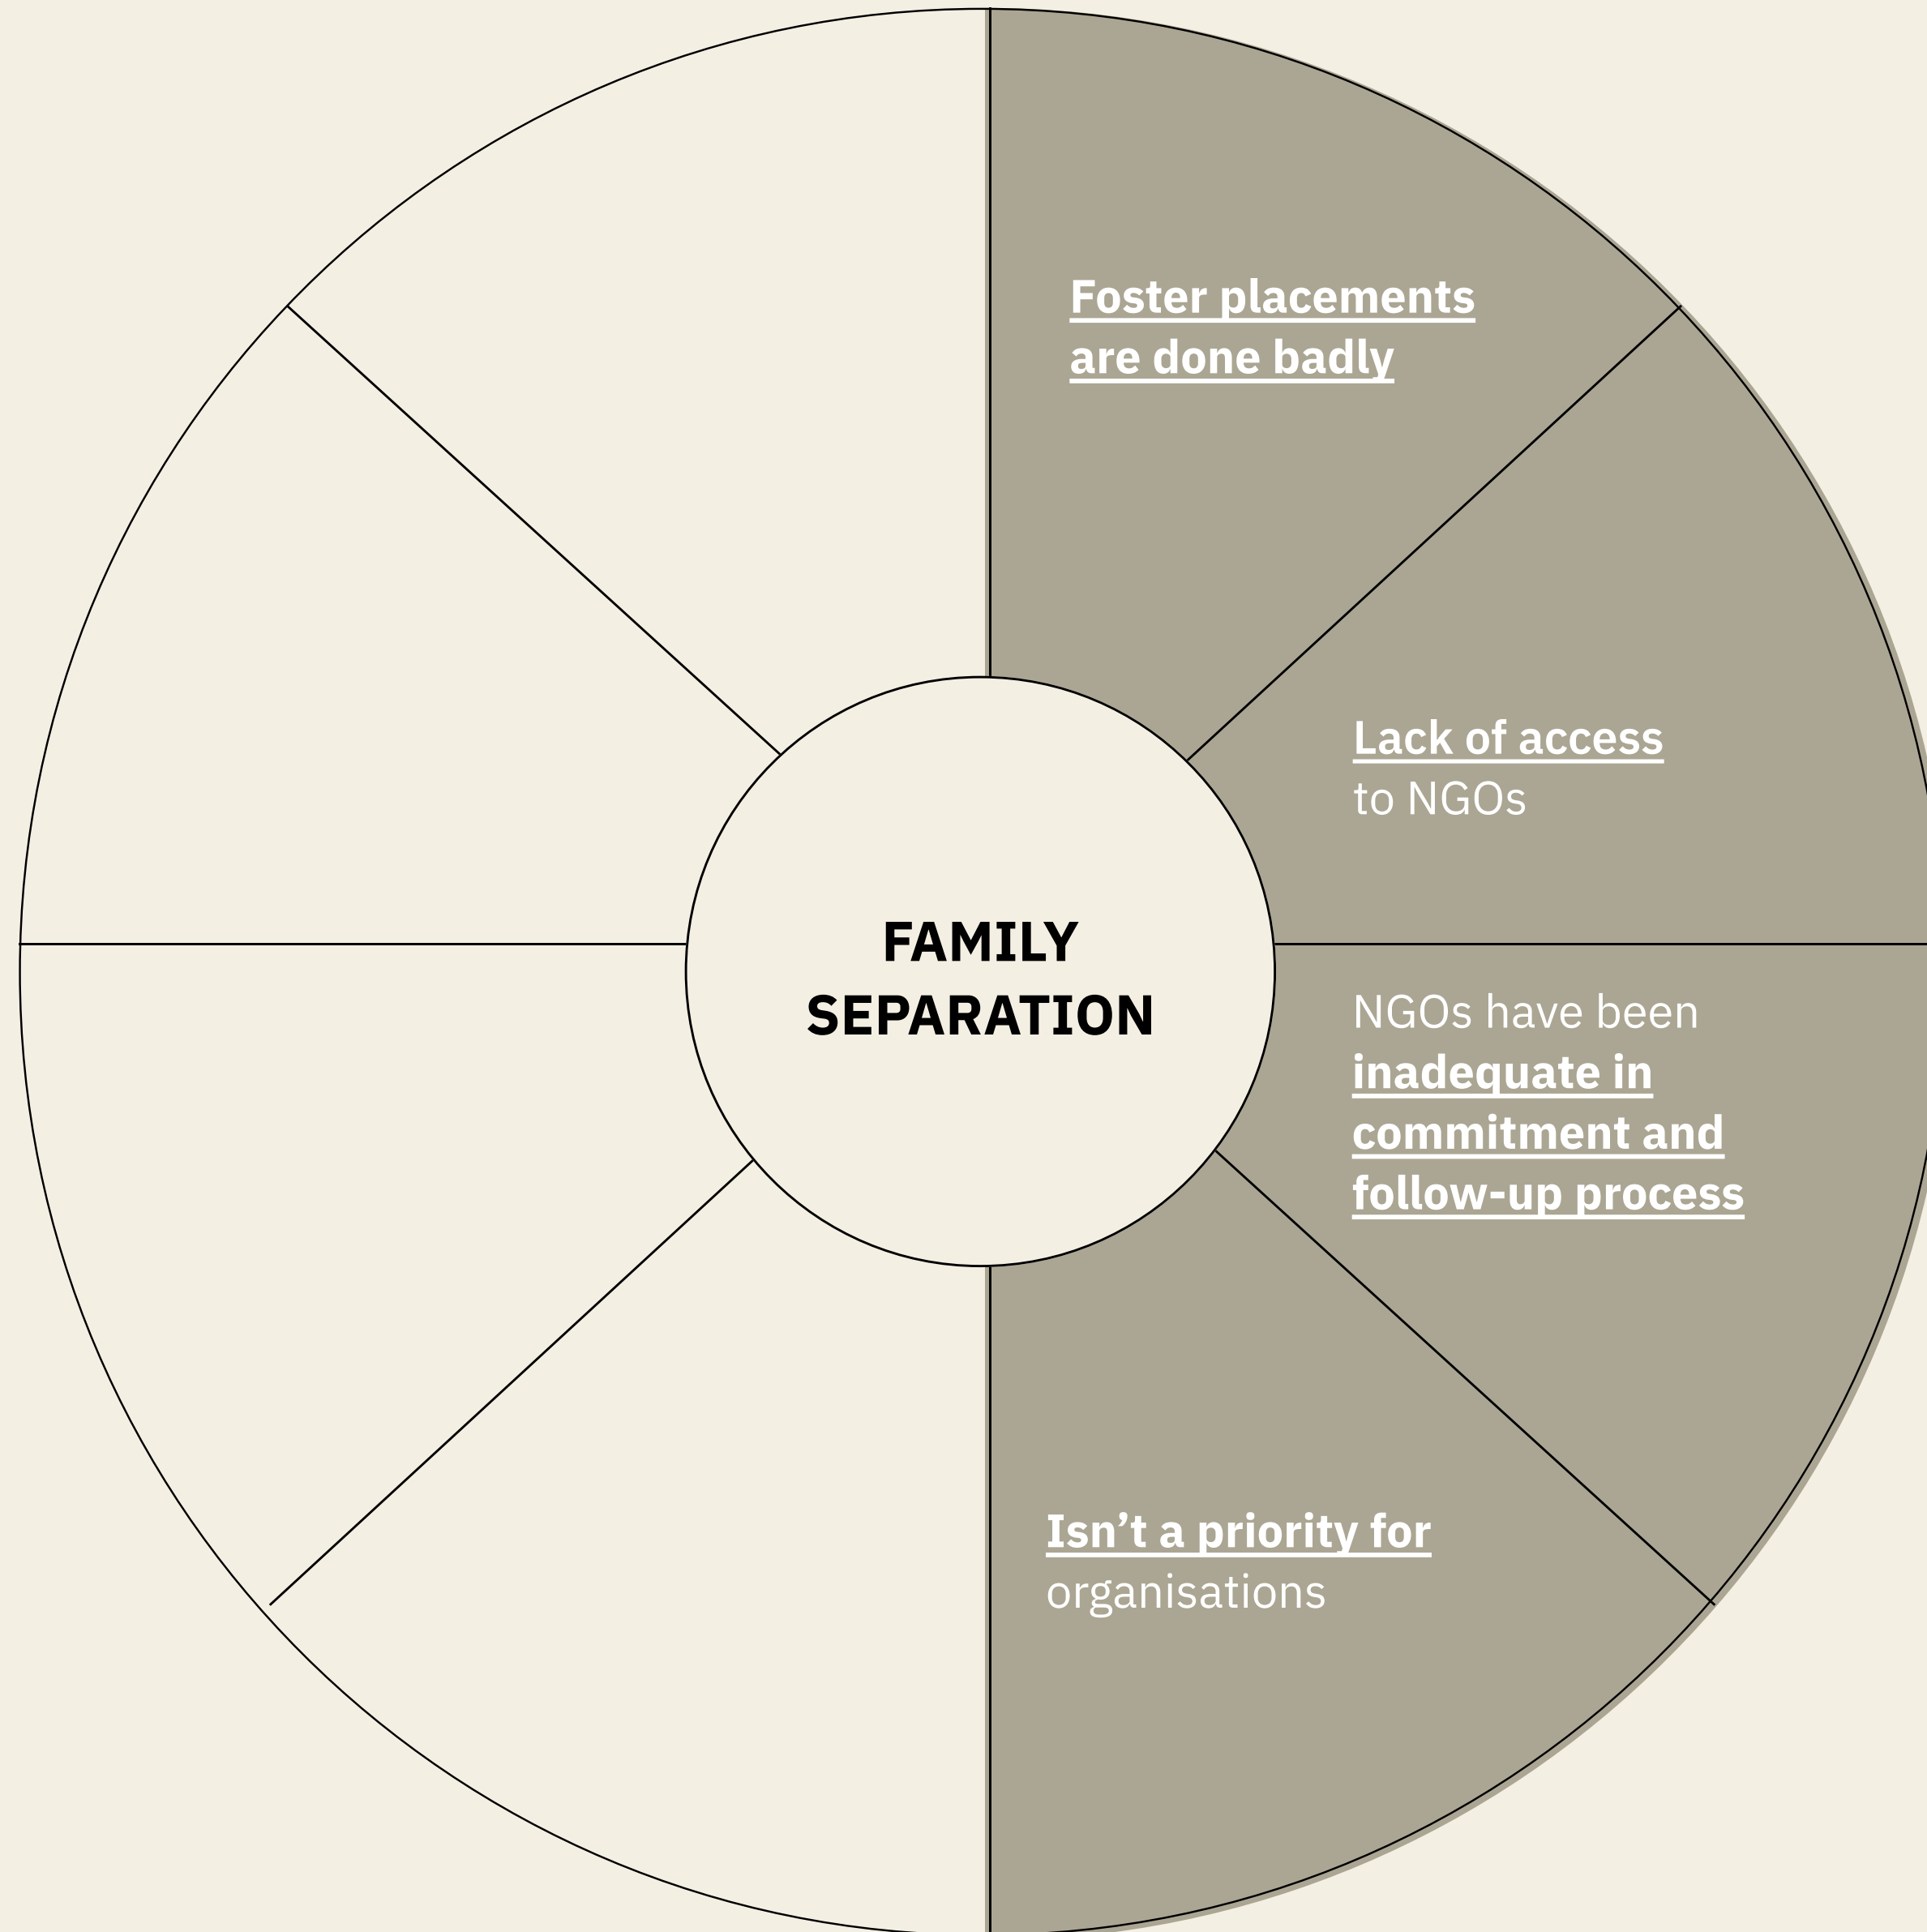 Foster placements
are done badly
Lack of access
to NGOs
FAMILY
SEPARATION
NGOs have been
inadequate in
commitment and
follow-up process
Isn’t a priority for
organisations